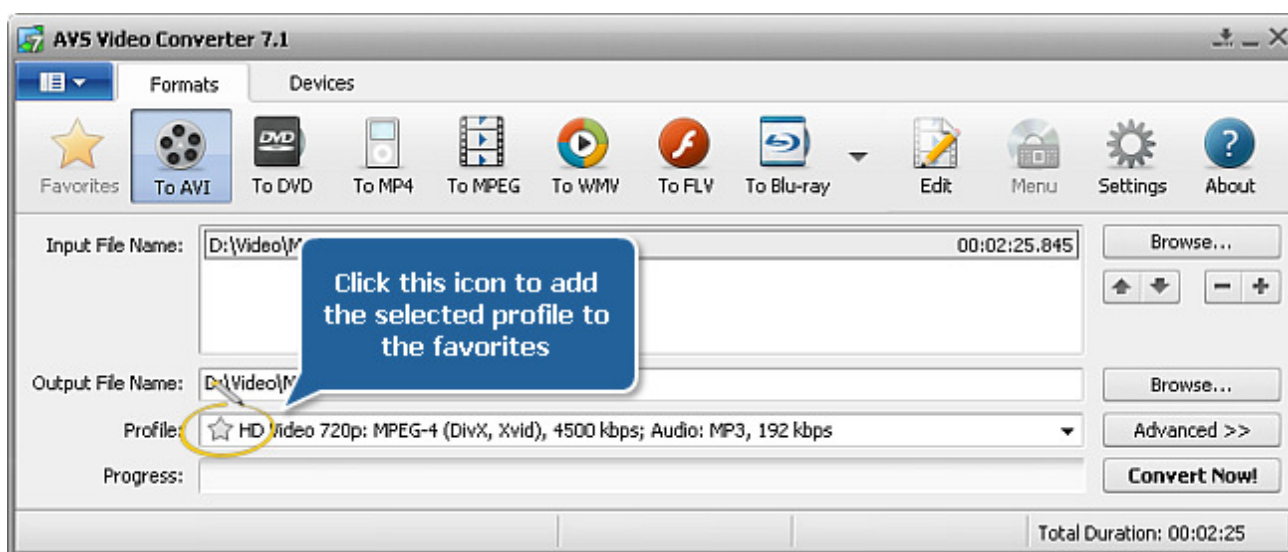 AVS Video Converter 7.1
Formats Devices
Favorites To AVI To DVD To MP4 To MPEG To WMV To FLV To Blu-ray Edit Menu Settings About
Input File Name: D:\Video\M 00:02:25.845 Browse...
Click this icon to add
the selected profile to
the favorites
Output File Name: D:\Video\M Browse...
Profile: HD Video 720p: MPEG-4 (DivX, Xvid), 4500 kbps; Audio: MP3, 192 kbps Advanced >>
Progress: Convert Now!
Total Duration: 00:02:25